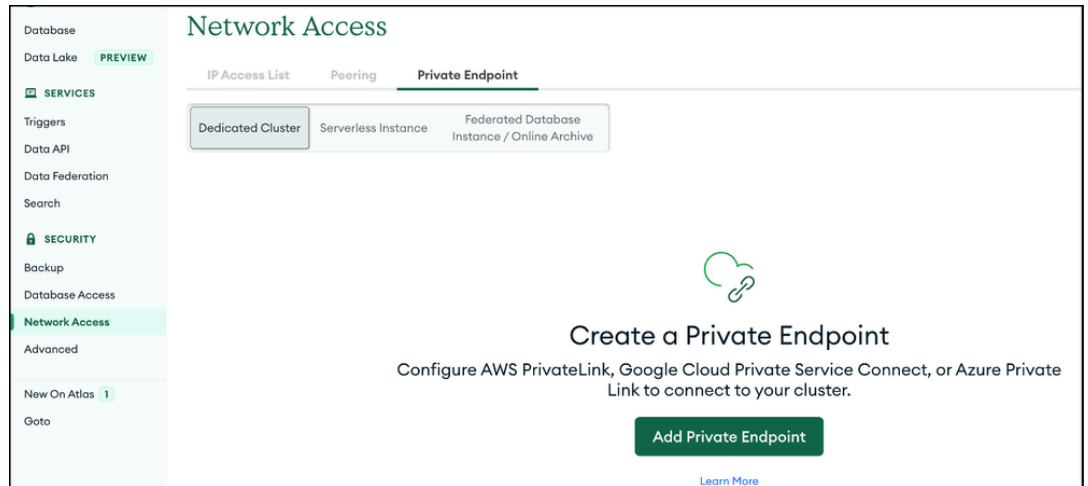 Database
Data Lake PREVIEW
SERVICES
Triggers
Data API
Data Federation
Search
SECURITY
Backup
Database Access
Network Access
Advanced
New On Atlas 1
Goto
Network Access
IP Access List Peering Private Endpoint
Dedicated Cluster Serverless Instance Federated Database
Instance / Online Archive
Create a Private Endpoint
Configure AWS PrivateLink, Google Cloud Private Service Connect, or Azure Private
Link to connect to your cluster.
Add Private Endpoint
Learn More